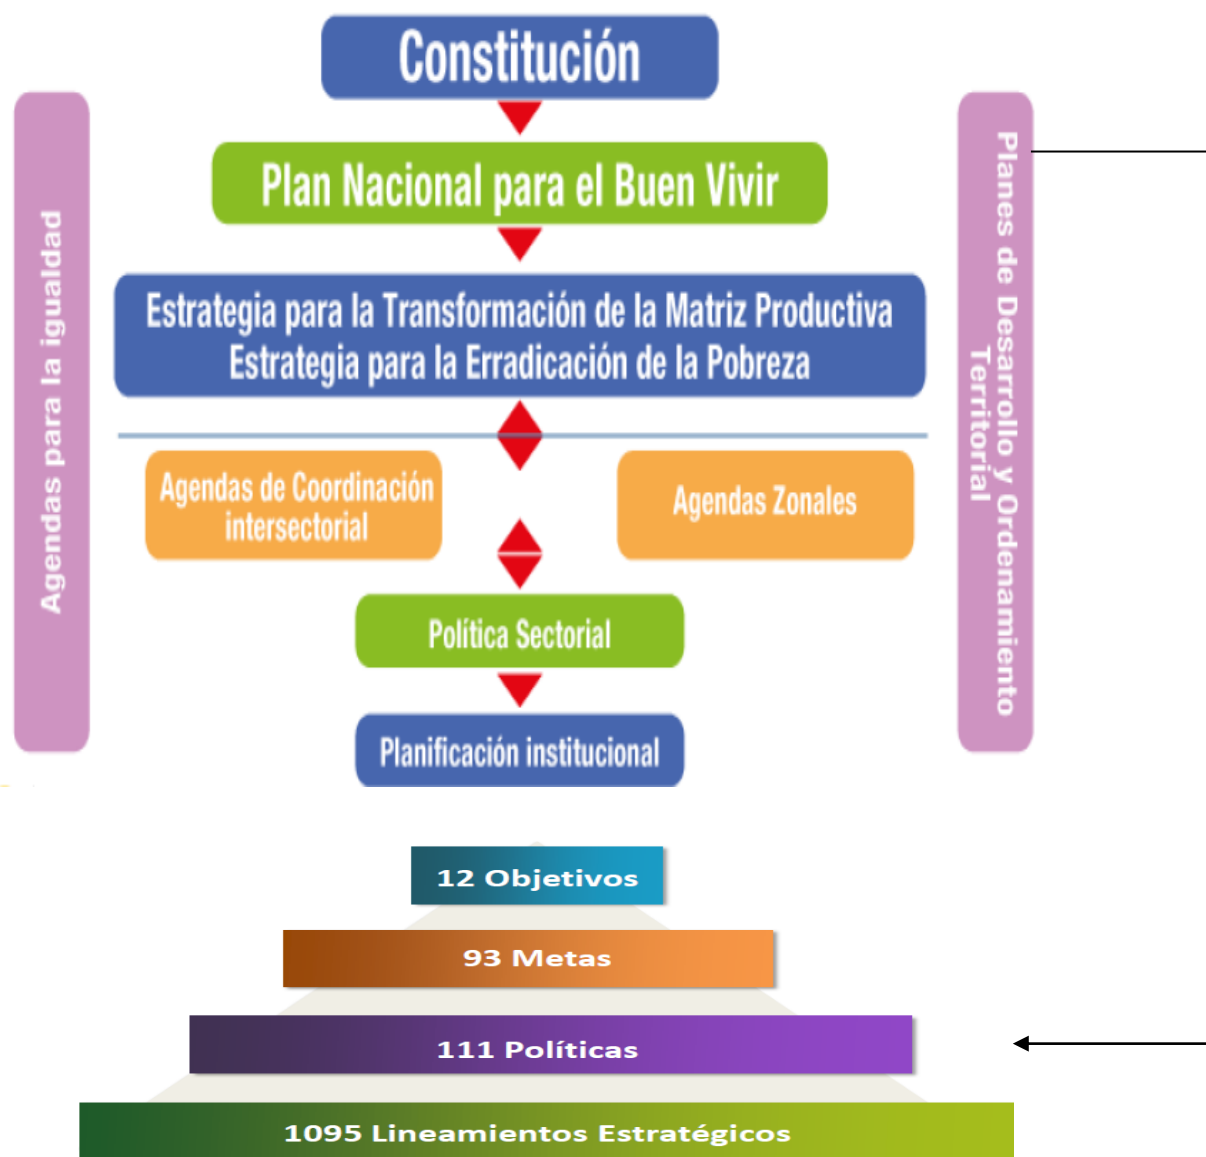 Constitución
Plan Nacional para el Buen Vivir
Estrategia para la Transformación de la Matriz Productiva
Estrategia para la Erradicación de la Pobreza
Agendas para la igualdad
Planes de Desarrollo y Ordenamiento
Territorial
Agendas de Coordinación
intersectorial
Agendas Zonales
Política Sectorial
Planificación institucional
12 Objetivos
93 Metas
111 Políticas
1095 Lineamientos Estratégicos